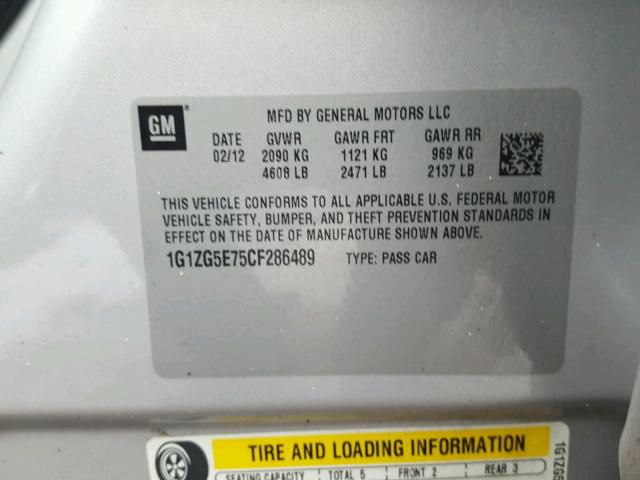 GM ®
MFD BY GENERAL MOTORS LLC
DATE GVWR GAWR FRT GAWR RR
02/12 2090 KG 1121 KG 969 KG
4608 LB 2471 LB 2137 LB
THIS VEHICLE CONFORMS TO ALL APPLICABLE U.S. FEDERAL MOTOR
VEHICLE SAFETY, BUMPER, AND THEFT PREVENTION STANDARDS IN
EFFECT ON THE DATE OF MANUFACTURE SHOWN ABOVE.
1G1ZG5E75CF286489 TYPE: PASS CAR
TIRE AND LOADING INFORMATION
SEATING CAPACITY TOTAL 5 FRONT 2 REAR 3
1G1ZG5